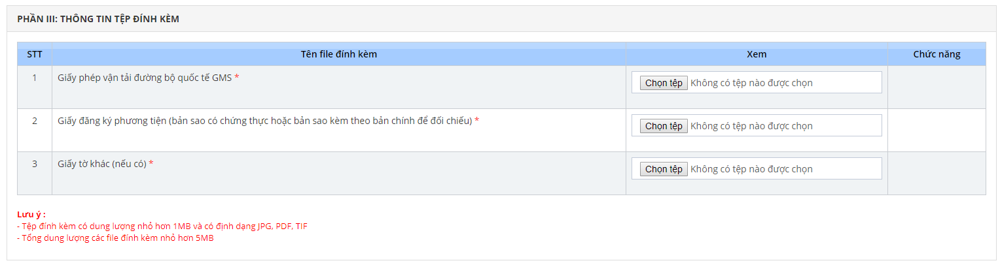 PHẦN III: THÔNG TIN TỆP ĐÍNH KÈM
STT Tên file đính kèm Xem Chức năng
1 Giấy phép vận tải đường bộ quốc tế GMS * Chọn tệp Không có tệp nào được chọn
2 Giấy đăng ký phương tiện (bản sao có chứng thực hoặc bản sao kèm theo bản chính để đối chiếu) * Chọn tệp Không có tệp nào được chọn
3 Giấy tờ khác (nếu có) * Chọn tệp Không có tệp nào được chọn
Lưu ý :
- Tệp đính kèm có dung lượng nhỏ hơn 1MB và có định dạng JPG, PDF, TIF
- Tổng dung lượng các file đính kèm nhỏ hơn 5MB